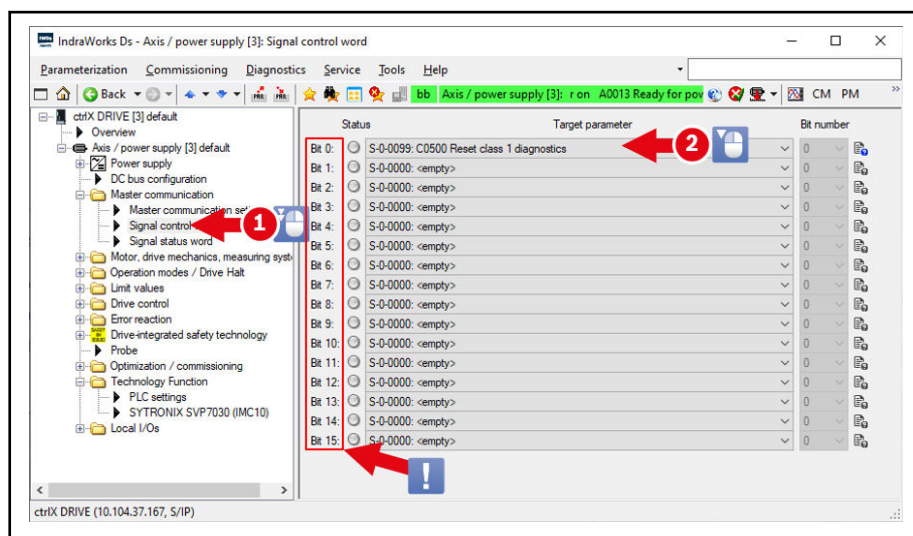 IndraWorks Ds - Axis / power supply [3]: Signal control word
Parameterization Commissioning Diagnostics Service Tools Help
Back bb Axis / power supply [3]: r on A0013 Ready for pov CM PM
ctrlX DRIVE [3] default
Overview
Axis / power supply [3] default
Power supply
DC bus configuration
Master communication
Master communication set
Signal control
Signal status word
Motor, drive mechanics, measuring syste
Operation modes / Drive Halt
Limit values
Drive control
Error reaction
Drive-integrated safety technology
Probe
Optimization / commissioning
Technology Function
PLC settings
SYTRONIX SVP7030 (IMC10)
Local I/Os
1
Status Target parameter Bit number
Bit 0: S-0-0099: C0500 Reset class 1 diagnostics 0
2
Bit 1: S-0-0000: <empty> 0
Bit 2: S-0-0000: <empty> 0
Bit 3: S-0-0000: <empty> 0
Bit 4: S-0-0000: <empty> 0
Bit 5: S-0-0000: <empty> 0
Bit 6: S-0-0000: <empty> 0
Bit 7: S-0-0000: <empty> 0
Bit 8: S-0-0000: <empty> 0
Bit 9: S-0-0000: <empty> 0
Bit 10: S-0-0000: <empty> 0
Bit 11: S-0-0000: <empty> 0
Bit 12: S-0-0000: <empty> 0
Bit 13: S-0-0000: <empty> 0
Bit 14: S-0-0000: <empty> 0
Bit 15: S-0-0000: <empty> 0
!
ctrlX DRIVE (10.104.37.167, S/IP)